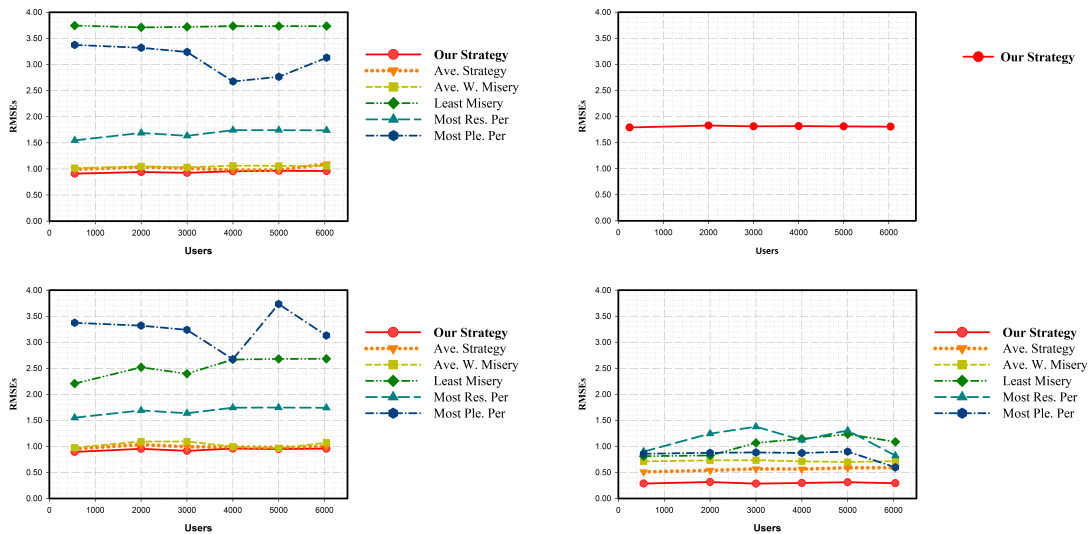 4.00
3.50
3.00
2.50
2.00
1.50
1.00
0.50
0.00
RMSEs
0 1000 2000 3000 4000 5000 6000
Users
Our Strategy
Ave. Strategy
Ave. W. Misery
Least Misery
Most Res. Per
Most Ple. Per
4.00
3.50
3.00
2.50
2.00
1.50
1.00
0.50
0.00
RMSEs
0 1000 2000 3000 4000 5000 6000
Users
Our Strategy
4.00
3.50
3.00
2.50
2.00
1.50
1.00
0.50
0.00
RMSEs
0 1000 2000 3000 4000 5000 6000
Users
Our Strategy
Ave. Strategy
Ave. W. Misery
Least Misery
Most Res. Per
Most Ple. Per
4.00
3.50
3.00
2.50
2.00
1.50
1.00
0.50
0.00
RMSEs
0 1000 2000 3000 4000 5000 6000
Users
Our Strategy
Ave. Strategy
Ave. W. Misery
Least Misery
Most Res. Per
Most Ple. Per